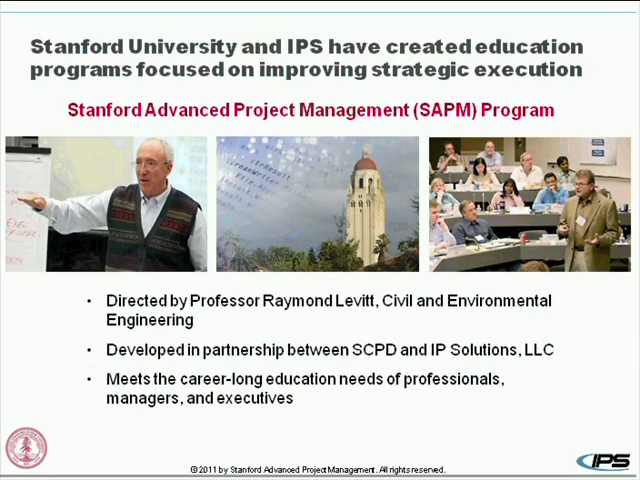 Stanford University and IPS have created education
programs focused on improving strategic execution
Stanford Advanced Project Management (SAPM) Program
• Directed by Professor Raymond Levitt, Civil and Environmental
Engineering
• Developed in partnership between SCPD and IP Solutions, LLC
• Meets the career-long education needs of professionals,
managers, and executives
© 2011 by Stanford Advanced Project Management. All rights reserved.
IPS